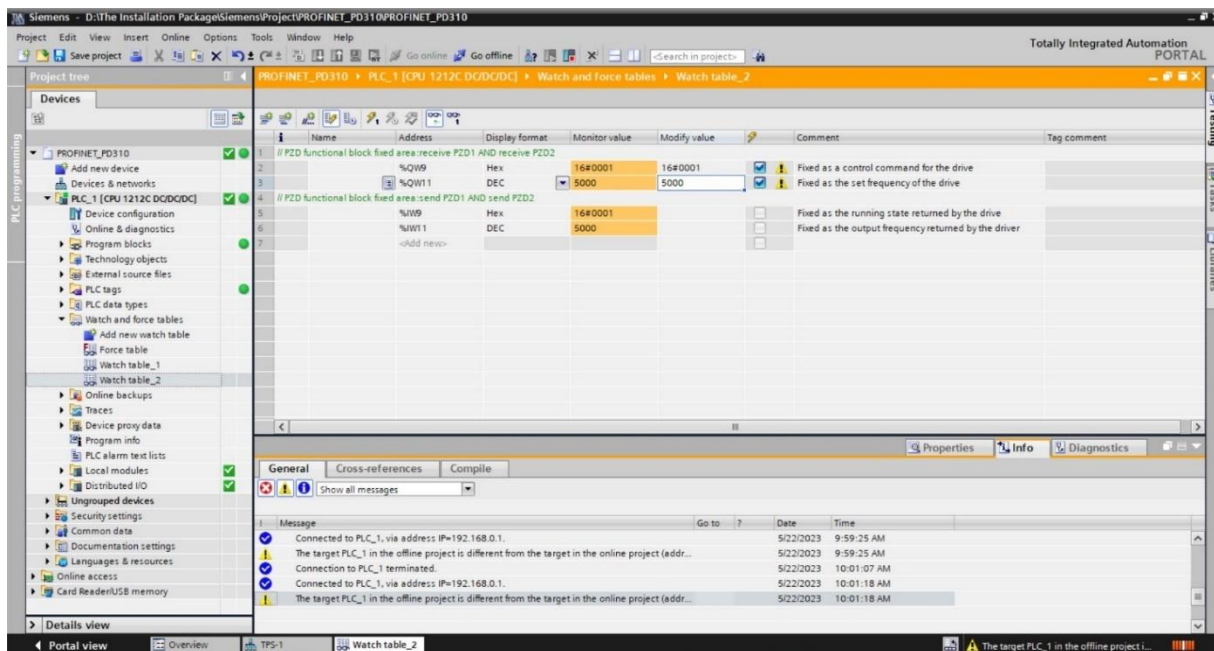 Siemens - D:\The Installation Package\Siemens\Project\PROFINET_PD310\PROFINET_PD310
Project Edit View Insert Online Options Tools Window Help
Totally Integrated Automation
PORTAL
Save project Go online Go offline <Search in project>
Project tree
PROFINET_PD310 PLC_1 [CPU 1212C DC/DC/DC] Watch and force tables Watch table_2
Devices
PLC programming
PROFINET_PD310
Add new device
Devices & networks
PLC_1 [CPU 1212C DC/DC/DC]
Device configuration
Online & diagnostics
Program blocks
Technology objects
External source files
PLC tags
PLC data types
Watch and force tables
Add new watch table
Force table
Watch table_1
Watch table_2
Online backups
Traces
Device proxy data
Program info
PLC alarm text lists
Local modules
Distributed I/O
Ungrouped devices
Security settings
Common data
Documentation settings
Languages & resources
Online access
Card Reader/USB memory
Details view
i Name Address Display format Monitor value Modify value Comment Tag comment
1 // PZD functional block fixed area:receive PZD1 AND receive PZD2
2 %QW9 Hex 16#0001 16#0001 Fixed as a control command for the drive
3 %QW11 DEC 5000 5000 Fixed as the set frequency of the drive
4 // PZD functional block fixed area:send PZD1 AND send PZD2
5 %IW9 Hex 16#0001 Fixed as the running state returned by the drive
6 %IW11 DEC 5000 Fixed as the output frequency returned by the driver
7 <Add new>
Testing
Tasks
Libraries
Properties Info Diagnostics
General Cross-references Compile
Show all messages
! Message Go to ? Date Time
Connected to PLC_1, via address IP=192.168.0.1. 5/22/2023 9:59:25 AM
The target PLC_1 in the offline project is different from the target in the online project (addr... 5/22/2023 9:59:25 AM
Connection to PLC_1 terminated. 5/22/2023 10:01:07 AM
Connected to PLC_1, via address IP=192.168.0.1. 5/22/2023 10:01:18 AM
The target PLC_1 in the offline project is different from the target in the online project (addr... 5/22/2023 10:01:18 AM
Portal view Overview TPS-1 Watch table_2 The target PLC_1 in the offline project i...